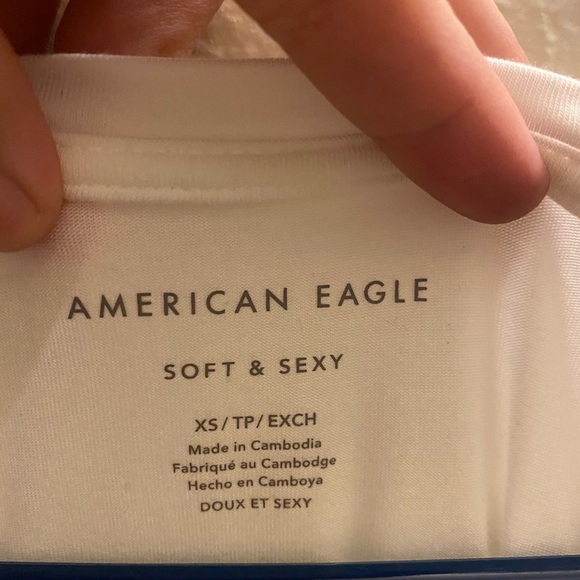 AMERICAN EAGLE
SOFT & SEXY
XS/TP/EXCH
Made in Cambodia
Fabriqué au Cambodge
Hecho en Camboya
DOUX ET SEXY